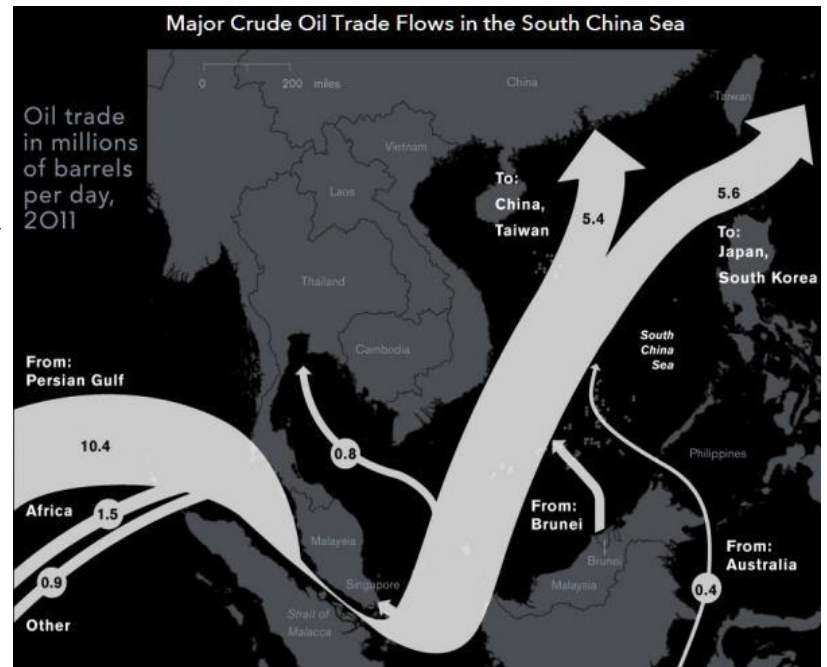 Major Crude Oil Trade Flows in the South China Sea
0 200 miles
Oil trade
in millions
of barrels
per day,
2011
China
Taiwan
Vietnam
Laos
To:
China,
Taiwan
5.4
5.6
To:
Japan,
South Korea
Thailand
Cambodia
South
China
Sea
From:
Persian Gulf
10.4
0.8
Philippines
Africa
1.5
From:
Brunei
Malaysia
Brunei
From:
Australia
0.9
Singapore
Malaysia
0.4
Other
Strait of
Malacca